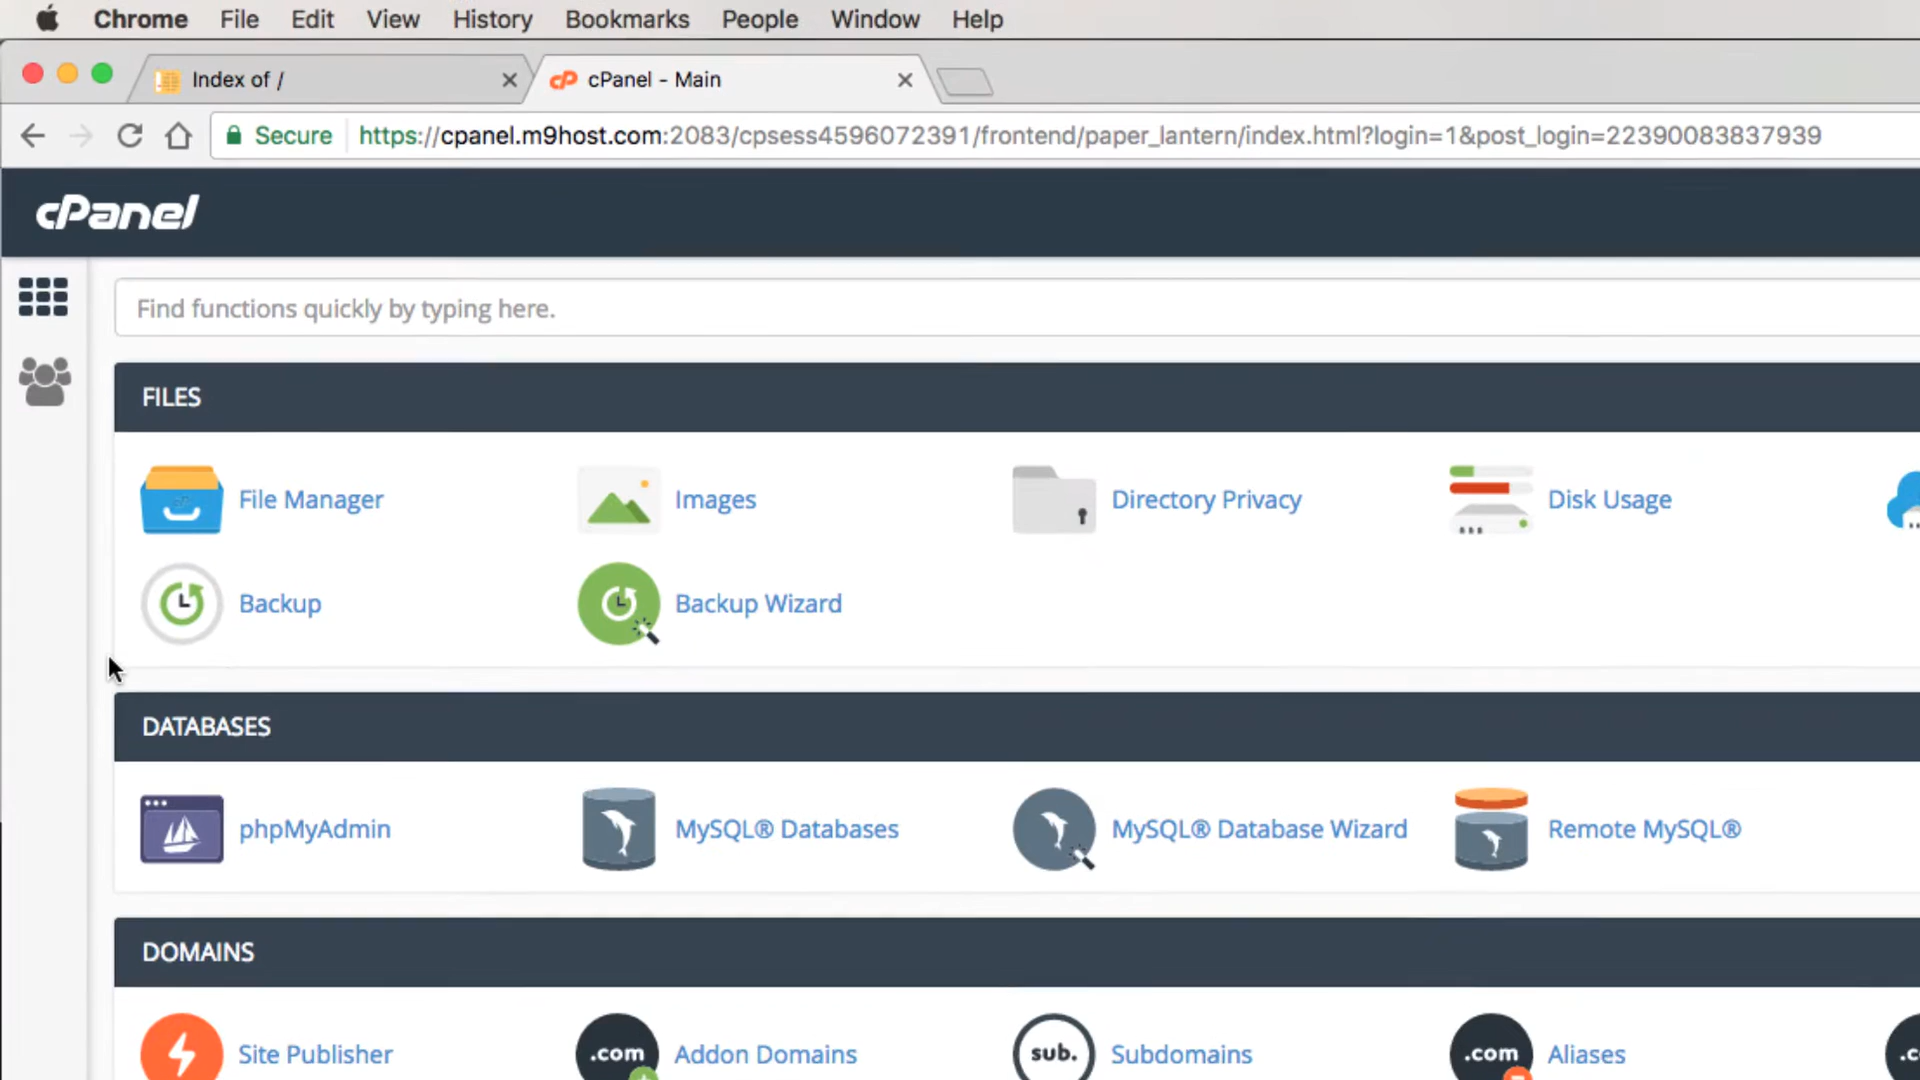 Chrome File Edit View History Bookmarks People Window Help
Index of / cPanel - Main
Secure https://cpanel.m9host.com:2083/cpsess4596072391/frontend/paper_lantern/index.html?login=1&post_login=22390083837939
cPanel
Find functions quickly by typing here.
FILES
File Manager Images Directory Privacy Disk Usage
Backup Backup Wizard
DATABASES
phpMyAdmin MySQL® Databases MySQL® Database Wizard Remote MySQL®
DOMAINS
Site Publisher .com Addon Domains sub. Subdomains .com Aliases .c